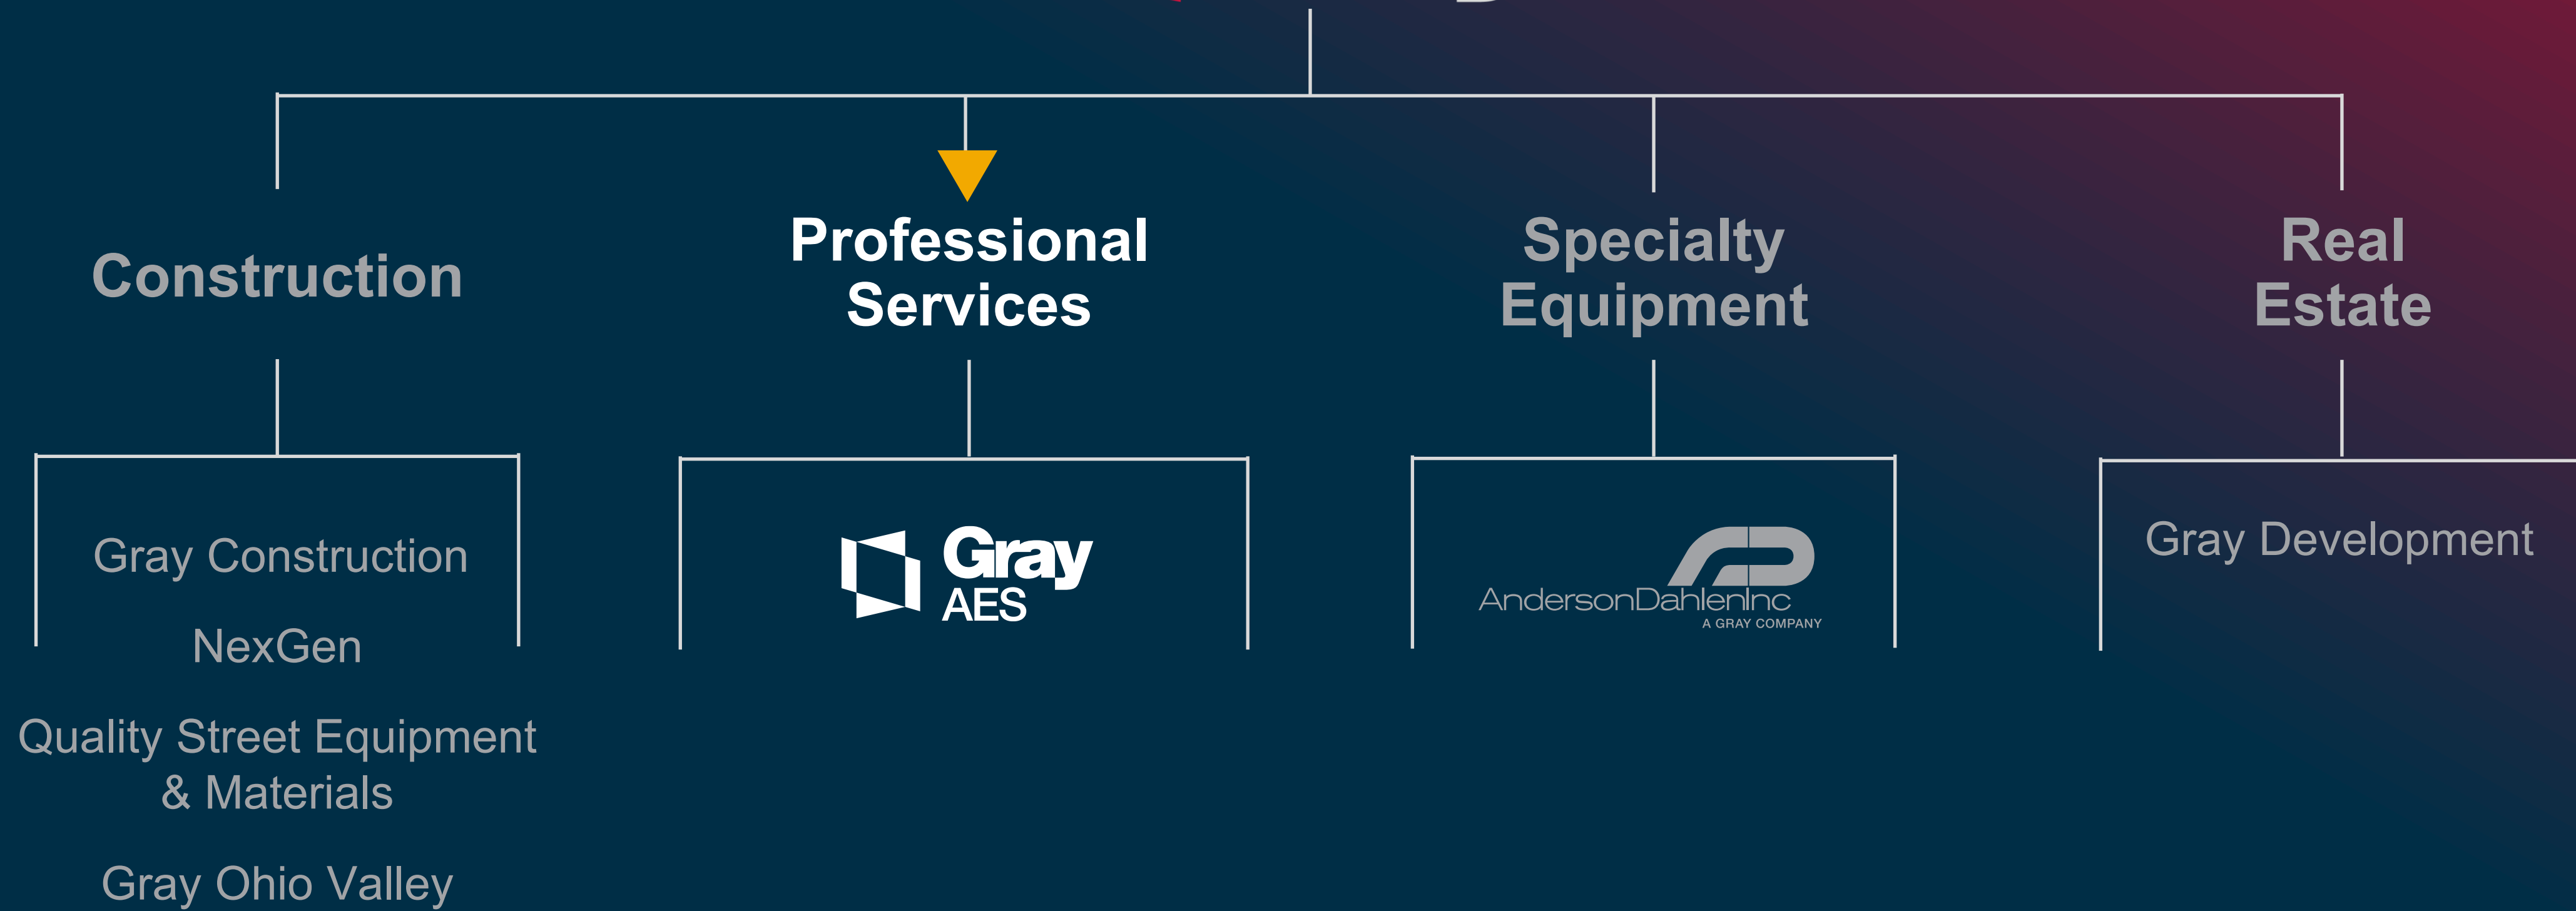 Construction
Professional
Services
Specialty
Equipment
Real
Estate
Gray Construction
NexGen
Quality Street Equipment
& Materials
Gray Ohio Valley
Gray
AES
AndersonDahlenInc
A GRAY COMPANY
Gray Development